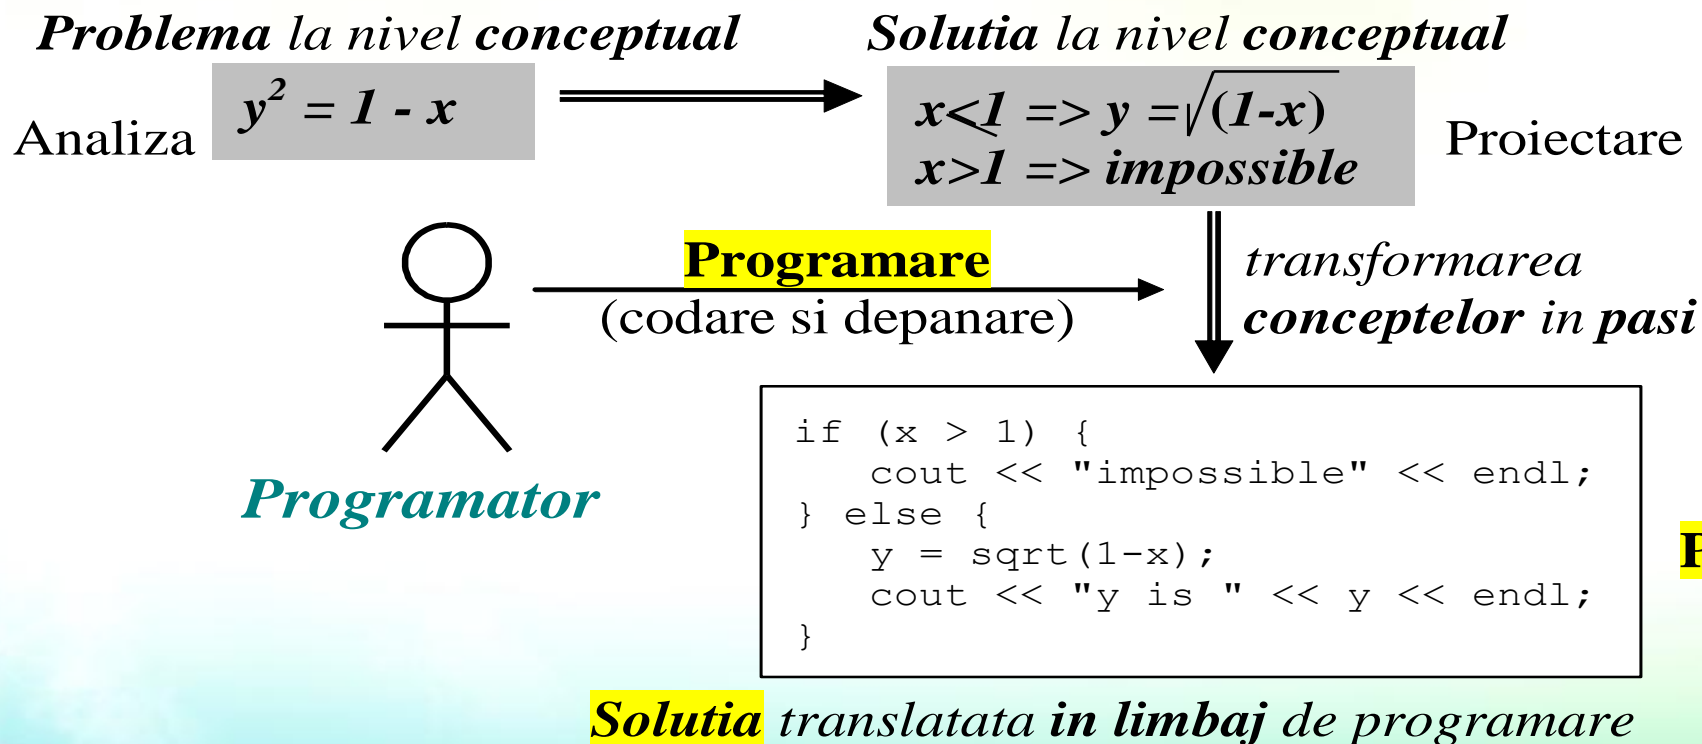 Problema la nivel conceptual
Solutia la nivel conceptual
Analiza
y² = 1 - x
x≤1 => y = √(1-x)
x>1 => impossible
Proiectare
Programare
(codare si depanare)
transformarea
conceptelor in pasi
Programator
if (x > 1) {
   cout << "impossible" << endl;
} else {
   y = sqrt(1-x);
   cout << "y is " << y << endl;
}
Solutia translatata in limbaj de programare